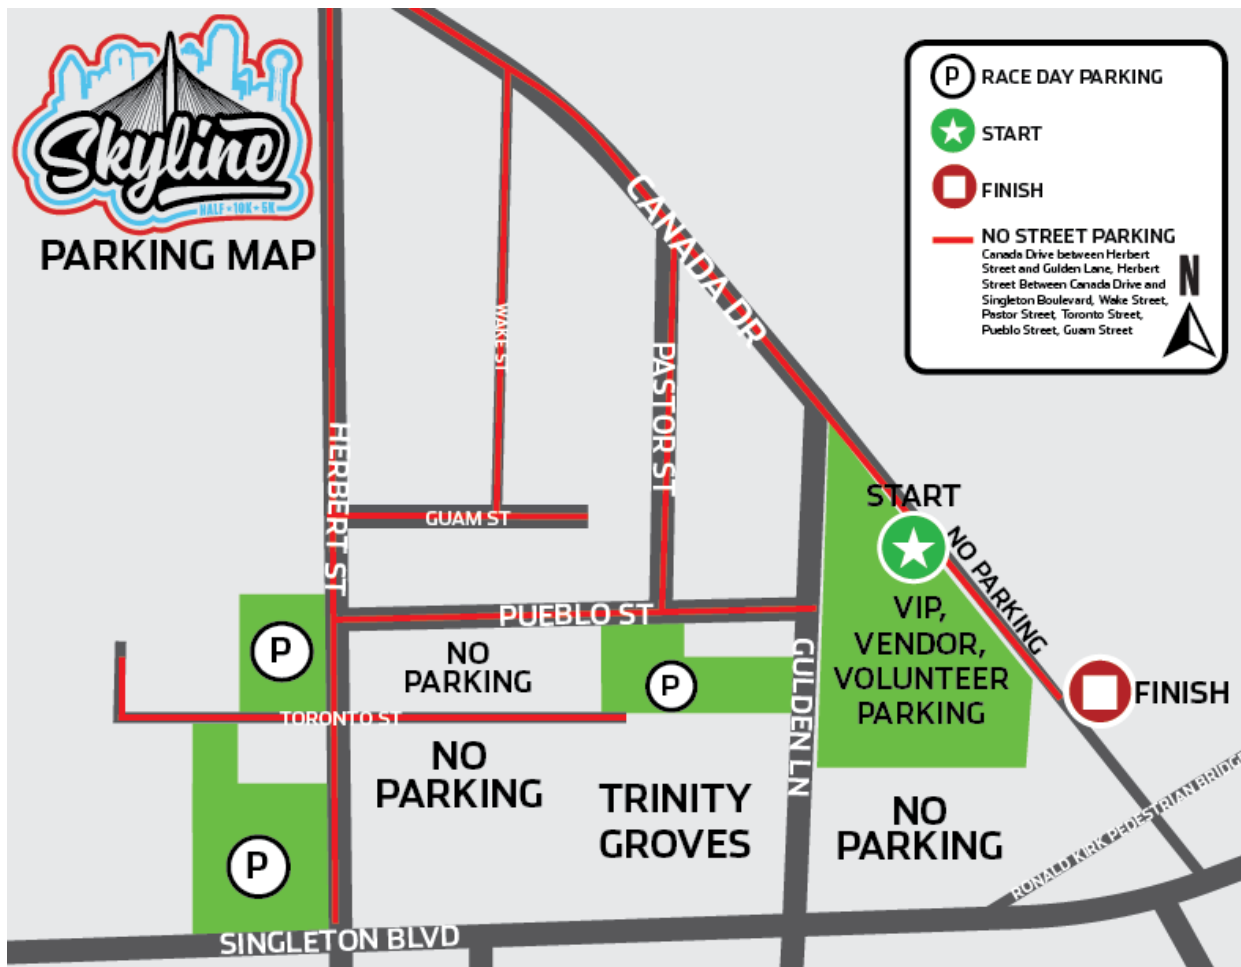 Skyline
HALF • 10K • 5K
PARKING MAP
P RACE DAY PARKING
START
FINISH
NO STREET PARKING
Canada Drive between Herbert
Street and Gulden Lane, Herbert
Street Between Canada Drive and
Singleton Boulevard, Wake Street,
Pastor Street, Toronto Street,
Pueblo Street, Guam Street
N
CANADA DR
WAKE ST
PASTOR ST
HERBERT ST
GUAM ST
START
NO PARKING
PUEBLO ST
VIP,
VENDOR,
VOLUNTEER
PARKING
P
NO
PARKING
P
GULDEN LN
FINISH
TORONTO ST
NO
PARKING
TRINITY
GROVES
NO
PARKING
P
RONALD KIRK PEDESTRIAN BRIDGE
SINGLETON BLVD